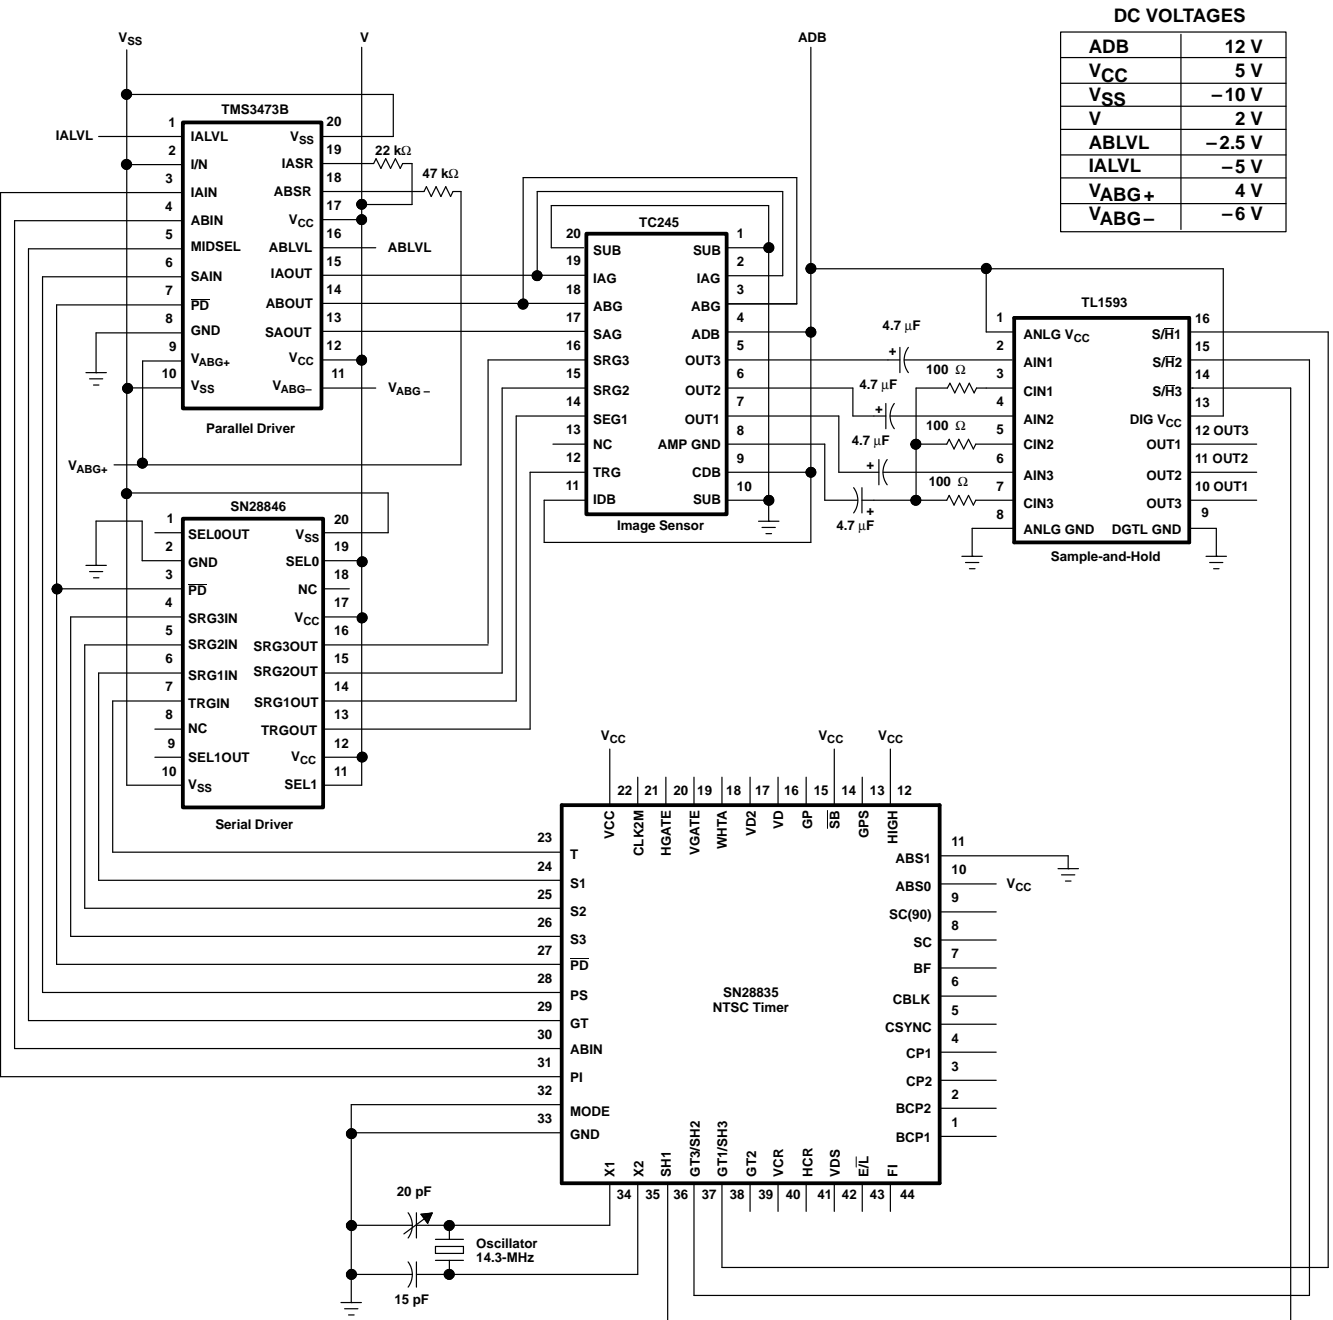 DC VOLTAGES
ADB 12 V
VCC 5 V
VSS –10 V
V 2 V
ABLVL –2.5 V
IALVL –5 V
VABG+ 4 V
VABG– –6 V
VSS
V
ADB
TMS3473B
IALVL
1 IALVL
2 I/N
3 IAIN
4 ABIN
5 MIDSEL
6 SAIN
7 PD
8 GND
9 VABG+
10 VSS
20 VSS
19 IASR
18 ABSR
17 VCC
16 ABLVL
15 IAOUT
14 ABOUT
13 SAOUT
12 VCC
11 VABG–
22 kΩ
47 kΩ
ABLVL
VABG–
Parallel Driver
VABG+
TC245
20 SUB
19 IAG
18 ABG
17 SAG
16 SRG3
15 SRG2
14 SEG1
13 NC
12 TRG
11 IDB
1 SUB
2 IAG
3 ABG
4 ADB
5 OUT3
6 OUT2
7 OUT1
8 AMP GND
9 CDB
10 SUB
Image Sensor
4.7 µF
100 Ω
4.7 µF
100 Ω
4.7 µF
100 Ω
4.7 µF
+
+
+
+
TL1593
1 ANLG VCC
2 AIN1
3 CIN1
4 AIN2
5 CIN2
6 AIN3
7 CIN3
8 ANLG GND
16 S/H1
15 S/H2
14 S/H3
13 DIG VCC
12 OUT3
OUT1
11 OUT2
OUT2
10 OUT1
OUT3
9 DGTL GND
Sample-and-Hold
SN28846
1 SEL0OUT
2 GND
3 PD
4 SRG3IN
5 SRG2IN
6 SRG1IN
7 TRGIN
8 NC
9 SEL1OUT
10 VSS
20 VSS
19 SEL0
18 NC
17 VCC
16 SRG3OUT
15 SRG2OUT
14 SRG1OUT
13 TRGOUT
12 VCC
11 SEL1
Serial Driver
VCC
VCC
VCC
22 21 20 19 18 17 16 15 14 13 12
VCC CLK2M HGATE VGATE WHTA VD2 VD GP SB GPS HIGH
23 T
24 S1
25 S2
26 S3
27 PD
28 PS
29 GT
30 ABIN
31 PI
32 MODE
33 GND
SN28835
NTSC Timer
11 ABS1
10 ABS0
VCC
9 SC(90)
8 SC
7 BF
6 CBLK
5 CSYNC
4 CP1
3 CP2
2 BCP2
1 BCP1
X1 X2 SH1 GT3/SH2 GT1/SH3 GT2 VCR HCR VDS E/L FI
34 35 36 37 38 39 40 41 42 43 44
20 pF
Oscillator
14.3-MHz
15 pF